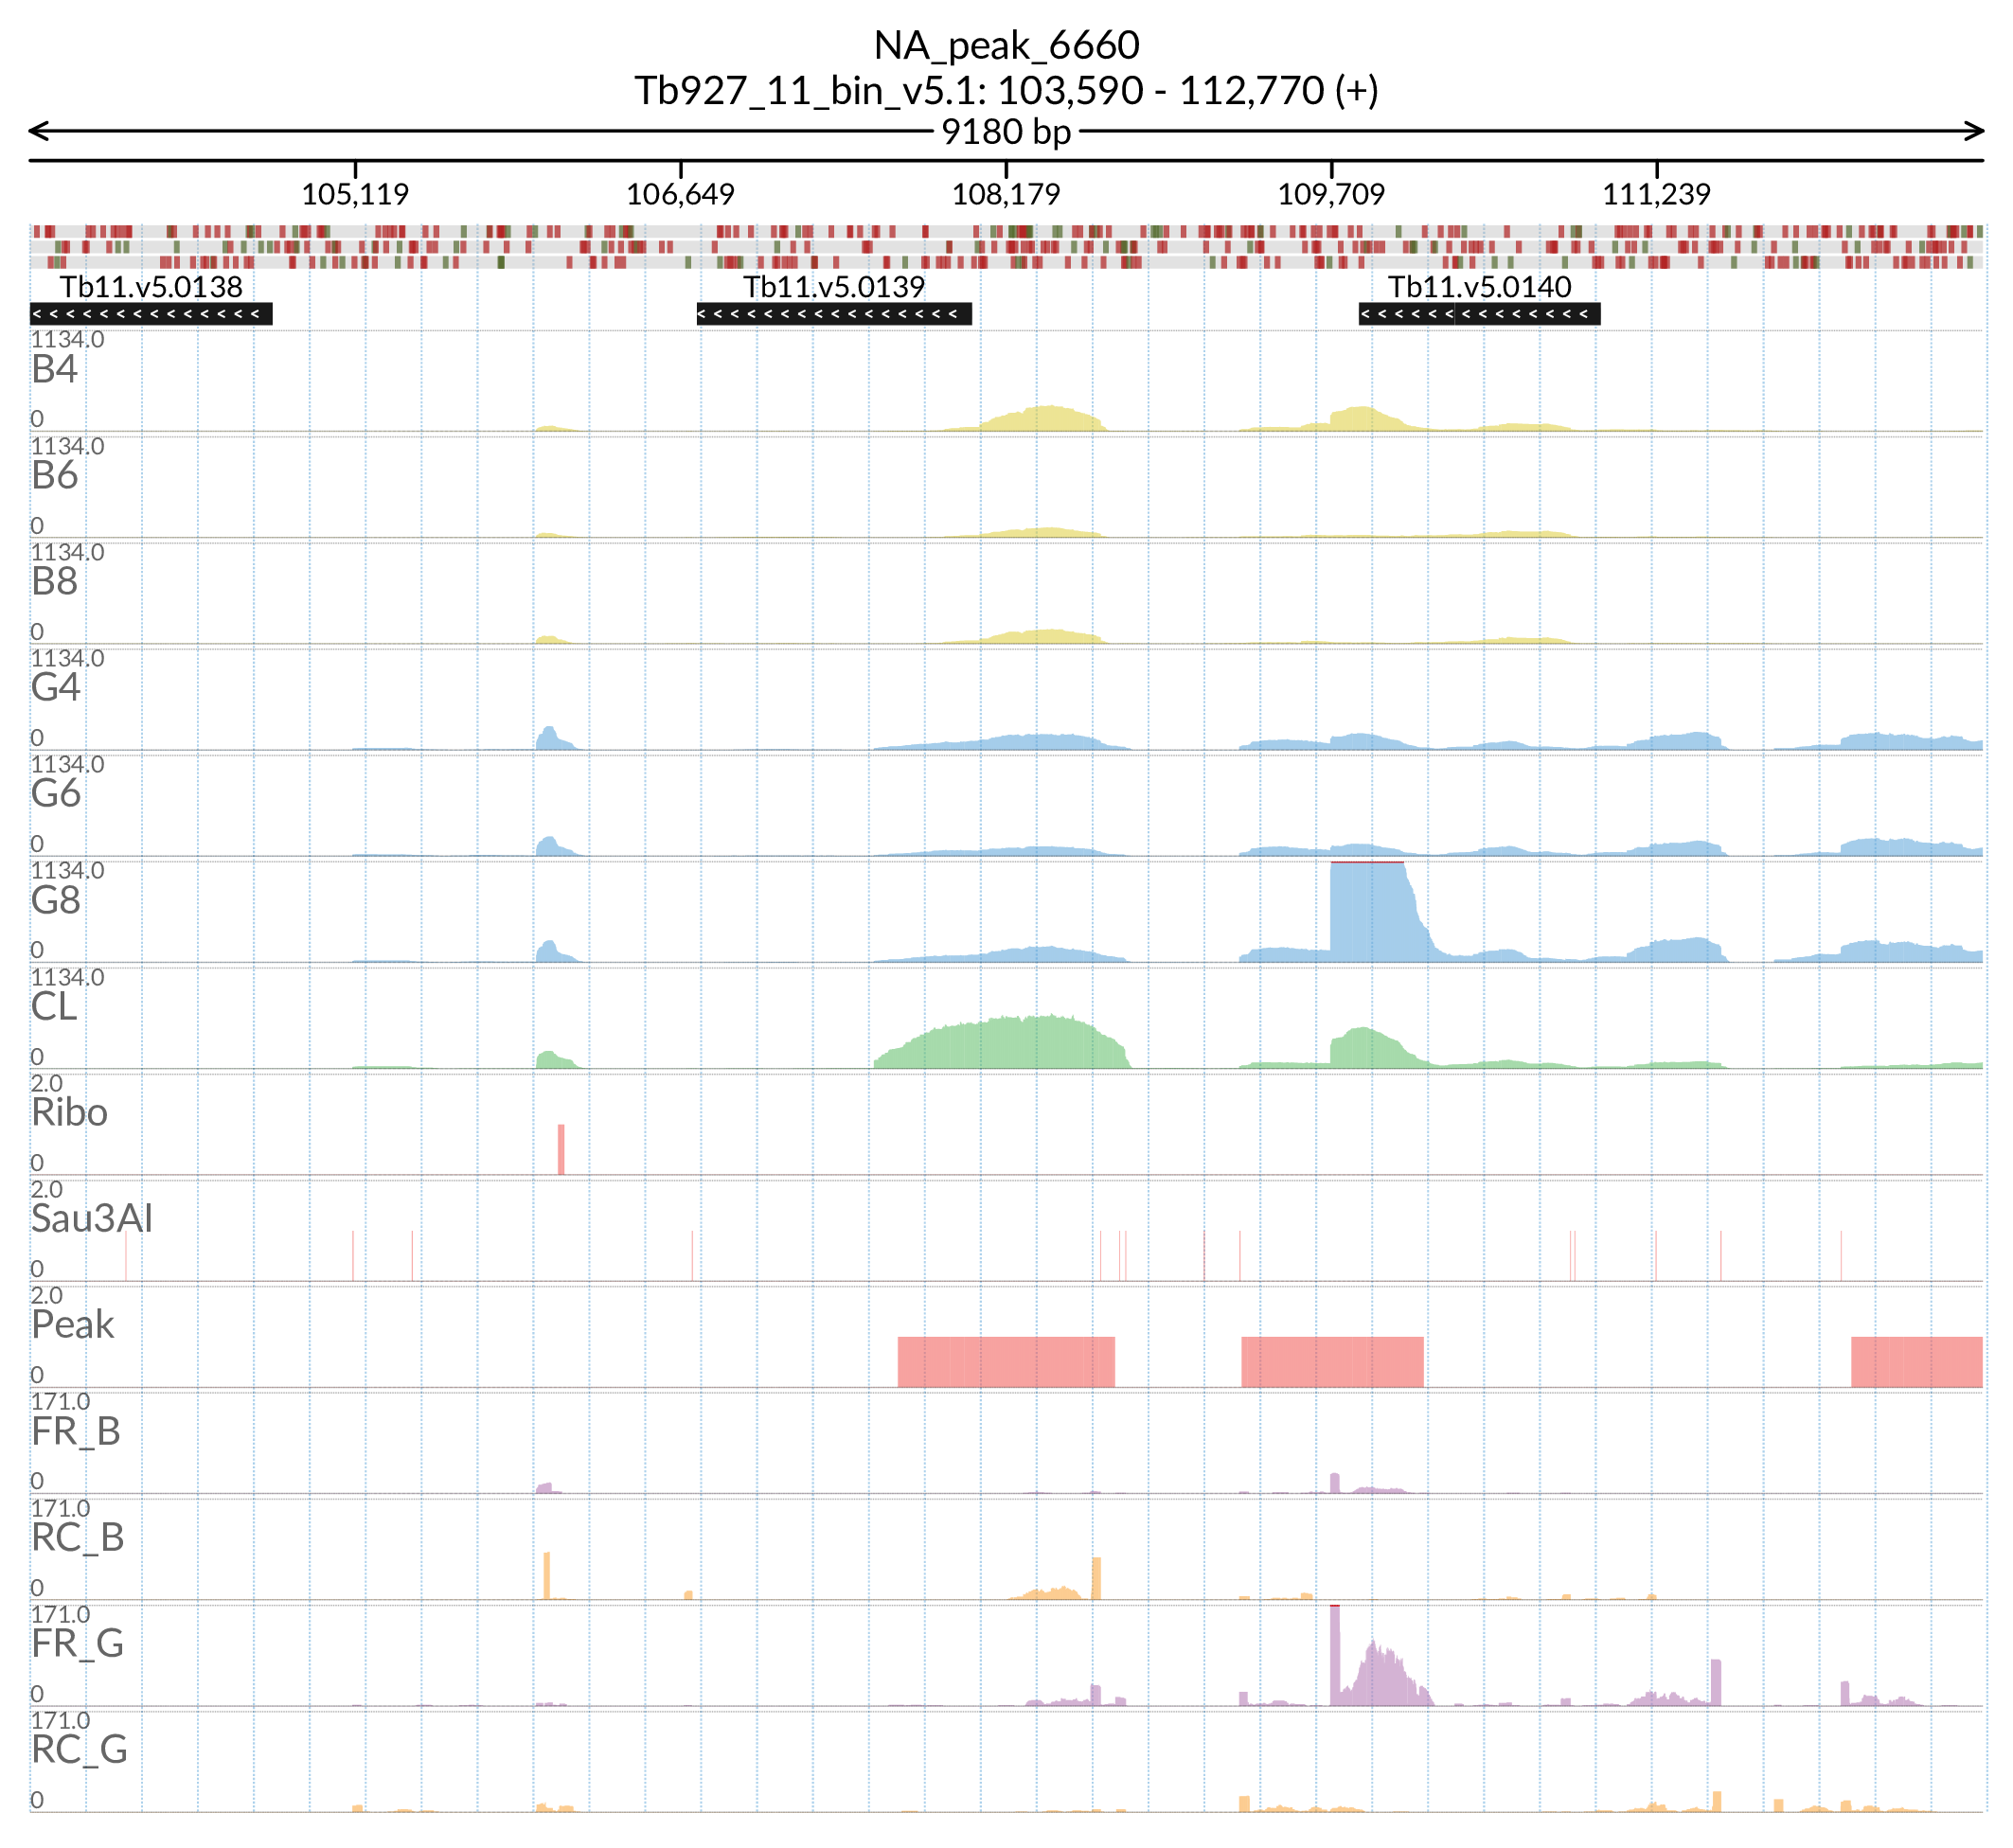 NA_peak_6660
Tb927_11_bin_v5.1: 103,590 - 112,770 (+)
9180 bp
105,119 106,649 108,179 109,709 111,239
Tb11.v5.0138 Tb11.v5.0139 Tb11.v5.0140
1134.0
B4
0
1134.0
B6
0
1134.0
B8
0
1134.0
G4
0
1134.0
G6
0
1134.0
G8
0
1134.0
CL
0
2.0
Ribo
0
2.0
Sau3AI
0
2.0
Peak
0
171.0
FR_B
0
171.0
RC_B
0
171.0
FR_G
0
171.0
RC_G
0